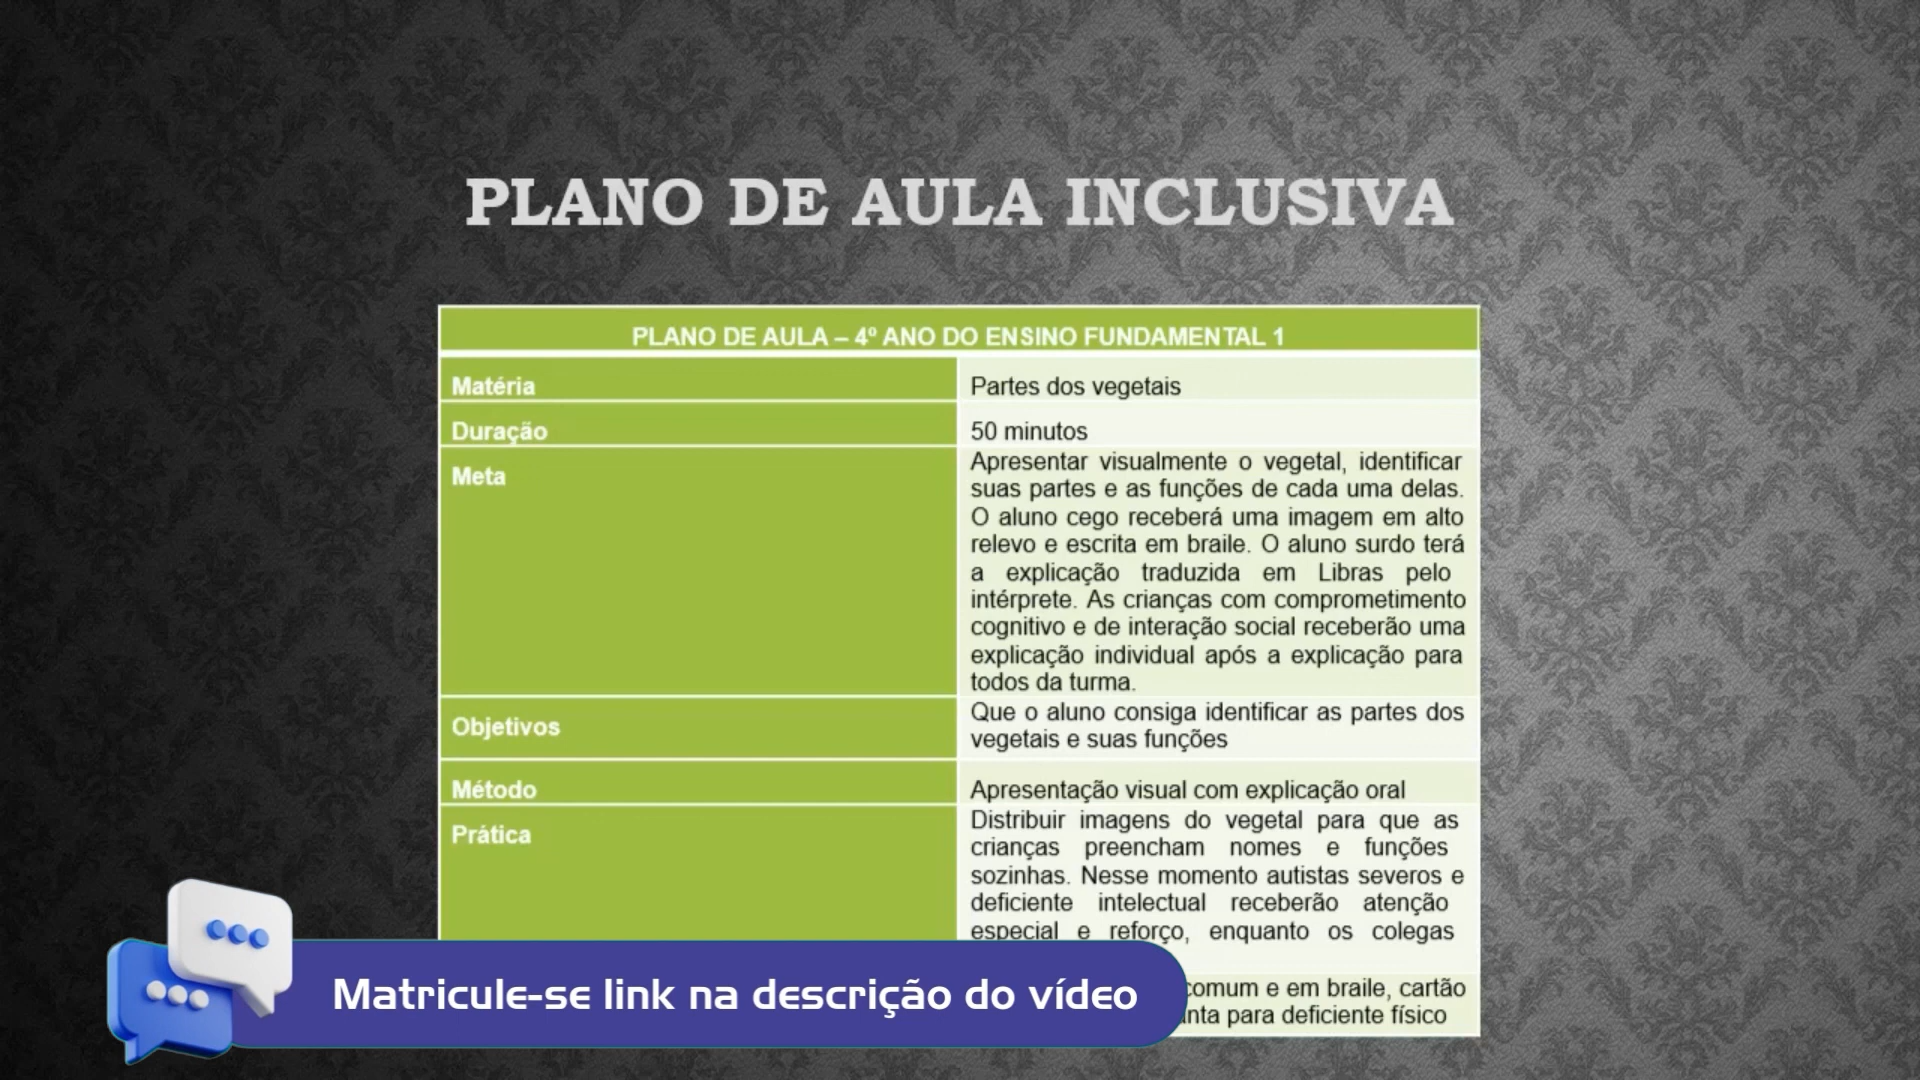 PLANO DE AULA INCLUSIVA
PLANO DE AULA – 4º ANO DO ENSINO FUNDAMENTAL 1
Matéria
Partes dos vegetais
Duração
50 minutos
Meta
Apresentar visualmente o vegetal, identificar
suas partes e as funções de cada uma delas.
O aluno cego receberá uma imagem em alto
relevo e escrita em braile. O aluno surdo terá
a explicação traduzida em Libras pelo
intérprete. As crianças com comprometimento
cognitivo e de interação social receberão uma
explicação individual após a explicação para
todos da turma.
Objetivos
Que o aluno consiga identificar as partes dos
vegetais e suas funções
Método
Apresentação visual com explicação oral
Prática
Distribuir imagens do vegetal para que as
crianças preencham nomes e funções
sozinhas. Nesse momento autistas severos e
deficiente intelectual receberão atenção
especial e reforço, enquanto os colegas
comum e em braile, cartão
para deficiente físico
Matricule-se link na descrição do vídeo